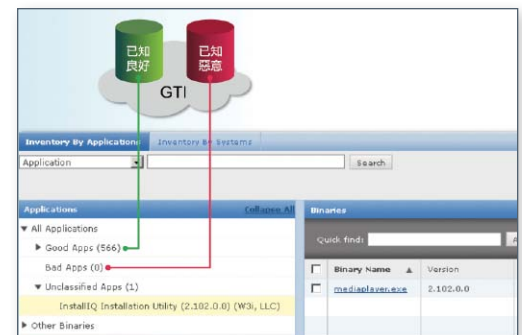 已知
良好
已知
惡意
GTI
Inventory By Applications Inventory By Systems
Application Search
Applications Collapse All Binaries
▼ All Applications
Quick find: A
▶ Good Apps (566)
Bad Apps (0)
Binary Name ▲ Version
▼ Unclassified Apps (1)
mediaplayer.exe 2.102.0.0
InstallIQ Installation Utility (2.102.0.0) (W3i, LLC)
▶ Other Binaries